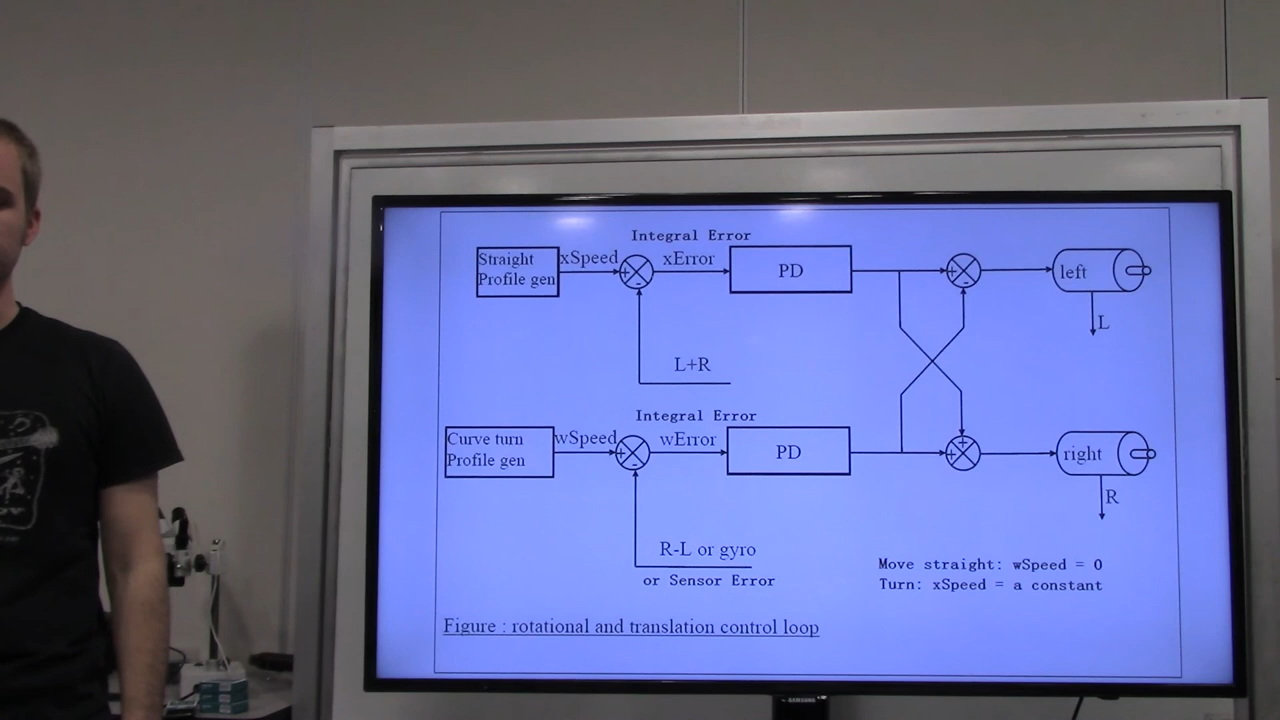 Integral Error
Straight
Profile gen
xSpeed
+
-
xError
PD
+
-
left
L
L+R
Integral Error
Curve turn
Profile gen
wSpeed
+
-
wError
PD
+
+
right
R
R-L or gyro
or Sensor Error
Move straight: wSpeed = 0
Turn: xSpeed = a constant
Figure : rotational and translation control loop
SAMSUNG